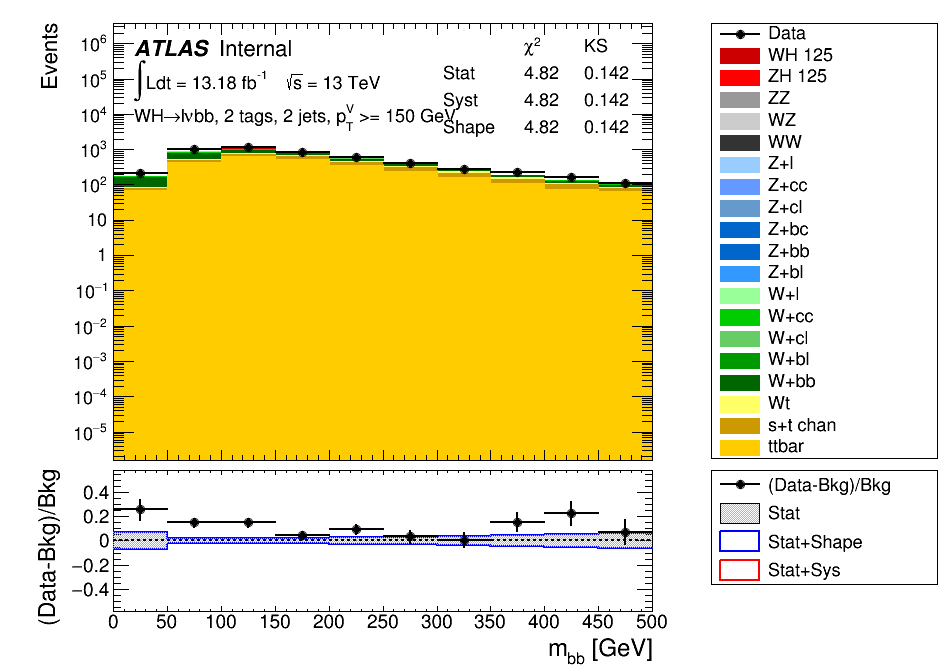 Events
10⁶
10⁵
10⁴
10³
10²
10
1
10⁻¹
10⁻²
10⁻³
10⁻⁴
10⁻⁵
ATLAS Internal
∫Ldt = 13.18 fb⁻¹ √s = 13 TeV
WH→lνbb, 2 tags, 2 jets, p_T^V >= 150 GeV
χ² KS
Stat 4.82 0.142
Syst 4.82 0.142
Shape 4.82 0.142
Data
WH 125
ZH 125
ZZ
WZ
WW
Z+l
Z+cc
Z+cl
Z+bc
Z+bb
Z+bl
W+l
W+cc
W+cl
W+bl
W+bb
Wt
s+t chan
ttbar
(Data-Bkg)/Bkg
0.4
0.2
0
−0.2
−0.4
0 50 100 150 200 250 300 350 400 450 500
m_bb [GeV]
(Data-Bkg)/Bkg
Stat
Stat+Shape
Stat+Sys